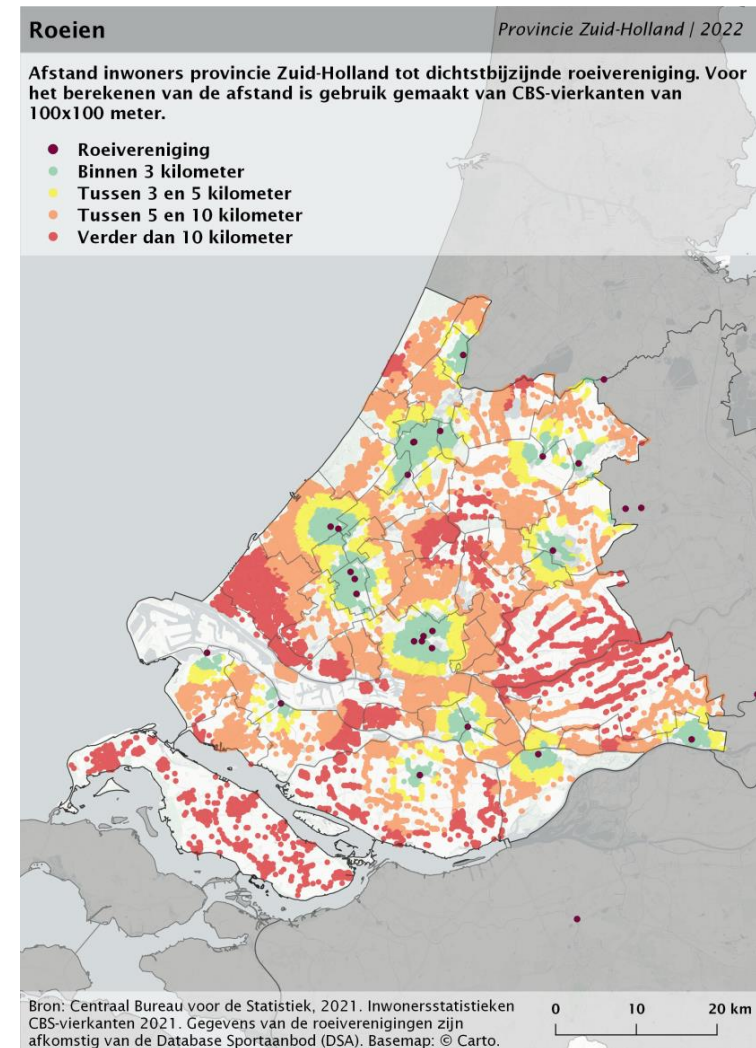 Roeien
Provincie Zuid-Holland | 2022
Afstand inwoners provincie Zuid-Holland tot dichtstbijzijnde roeivereniging. Voor
het berekenen van de afstand is gebruik gemaakt van CBS-vierkanten van
100x100 meter.
Roeivereniging
Binnen 3 kilometer
Tussen 3 en 5 kilometer
Tussen 5 en 10 kilometer
Verder dan 10 kilometer
Bron: Centraal Bureau voor de Statistiek, 2021. Inwonersstatistieken
CBS-vierkanten 2021. Gegevens van de roeiverenigingen zijn
afkomstig van de Database Sportaanbod (DSA). Basemap: © Carto.
0 10 20 km